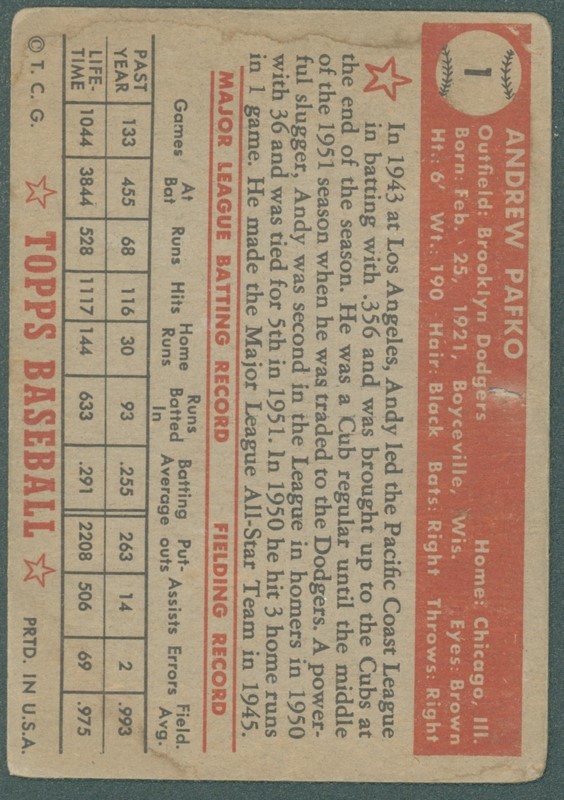 1
ANDREW PAFKO
Outfield: Brooklyn Dodgers Home: Chicago, Ill.
Born: Feb. 25, 1921, Boyceville, Wis. Eyes: Brown
Ht.: 6' Wt.: 190 Hair: Black Bats: Right Throws: Right
In 1943 at Los Angeles, Andy led the Pacific Coast League
in batting with .356 and was brought up to the Cubs at
the end of the season. He was a Cub regular until the middle
of the 1951 season when he was traded to the Dodgers. A power-
ful slugger, Andy was second in the League in homers in 1950
with 36 and was tied for 5th in 1951. In 1950 he hit 3 home runs
in 1 game. He made the Major League All-Star Team in 1945.
MAJOR LEAGUE BATTING RECORD FIELDING RECORD
Games At Bat Runs Hits Home Runs Runs Batted In Batting Average Put-outs Assists Errors Field. Avg.
PAST YEAR 133 455 68 116 30 93 .255 263 14 2 .993
LIFE-TIME 1044 3844 528 1117 144 633 .291 2208 506 69 .975
© T. C. G. TOPPS BASEBALL PRTD. IN U.S.A.